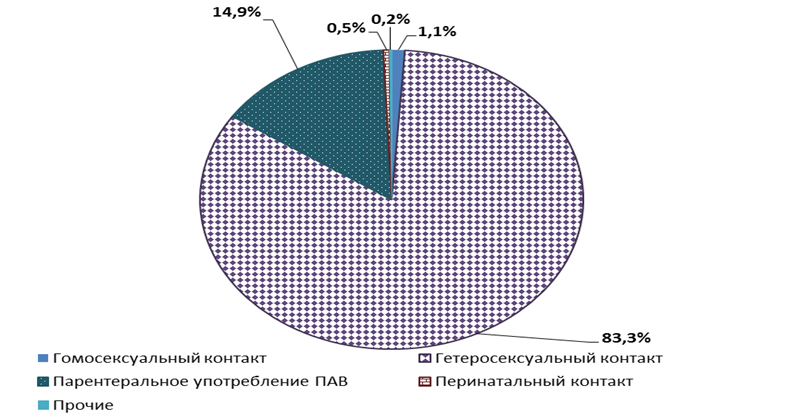 14,9%
0,5%
0,2%
1,1%
83,3%
Гомосексуальный контакт
Гетеросексуальный контакт
Парентеральное употребление ПАВ
Перинатальный контакт
Прочие